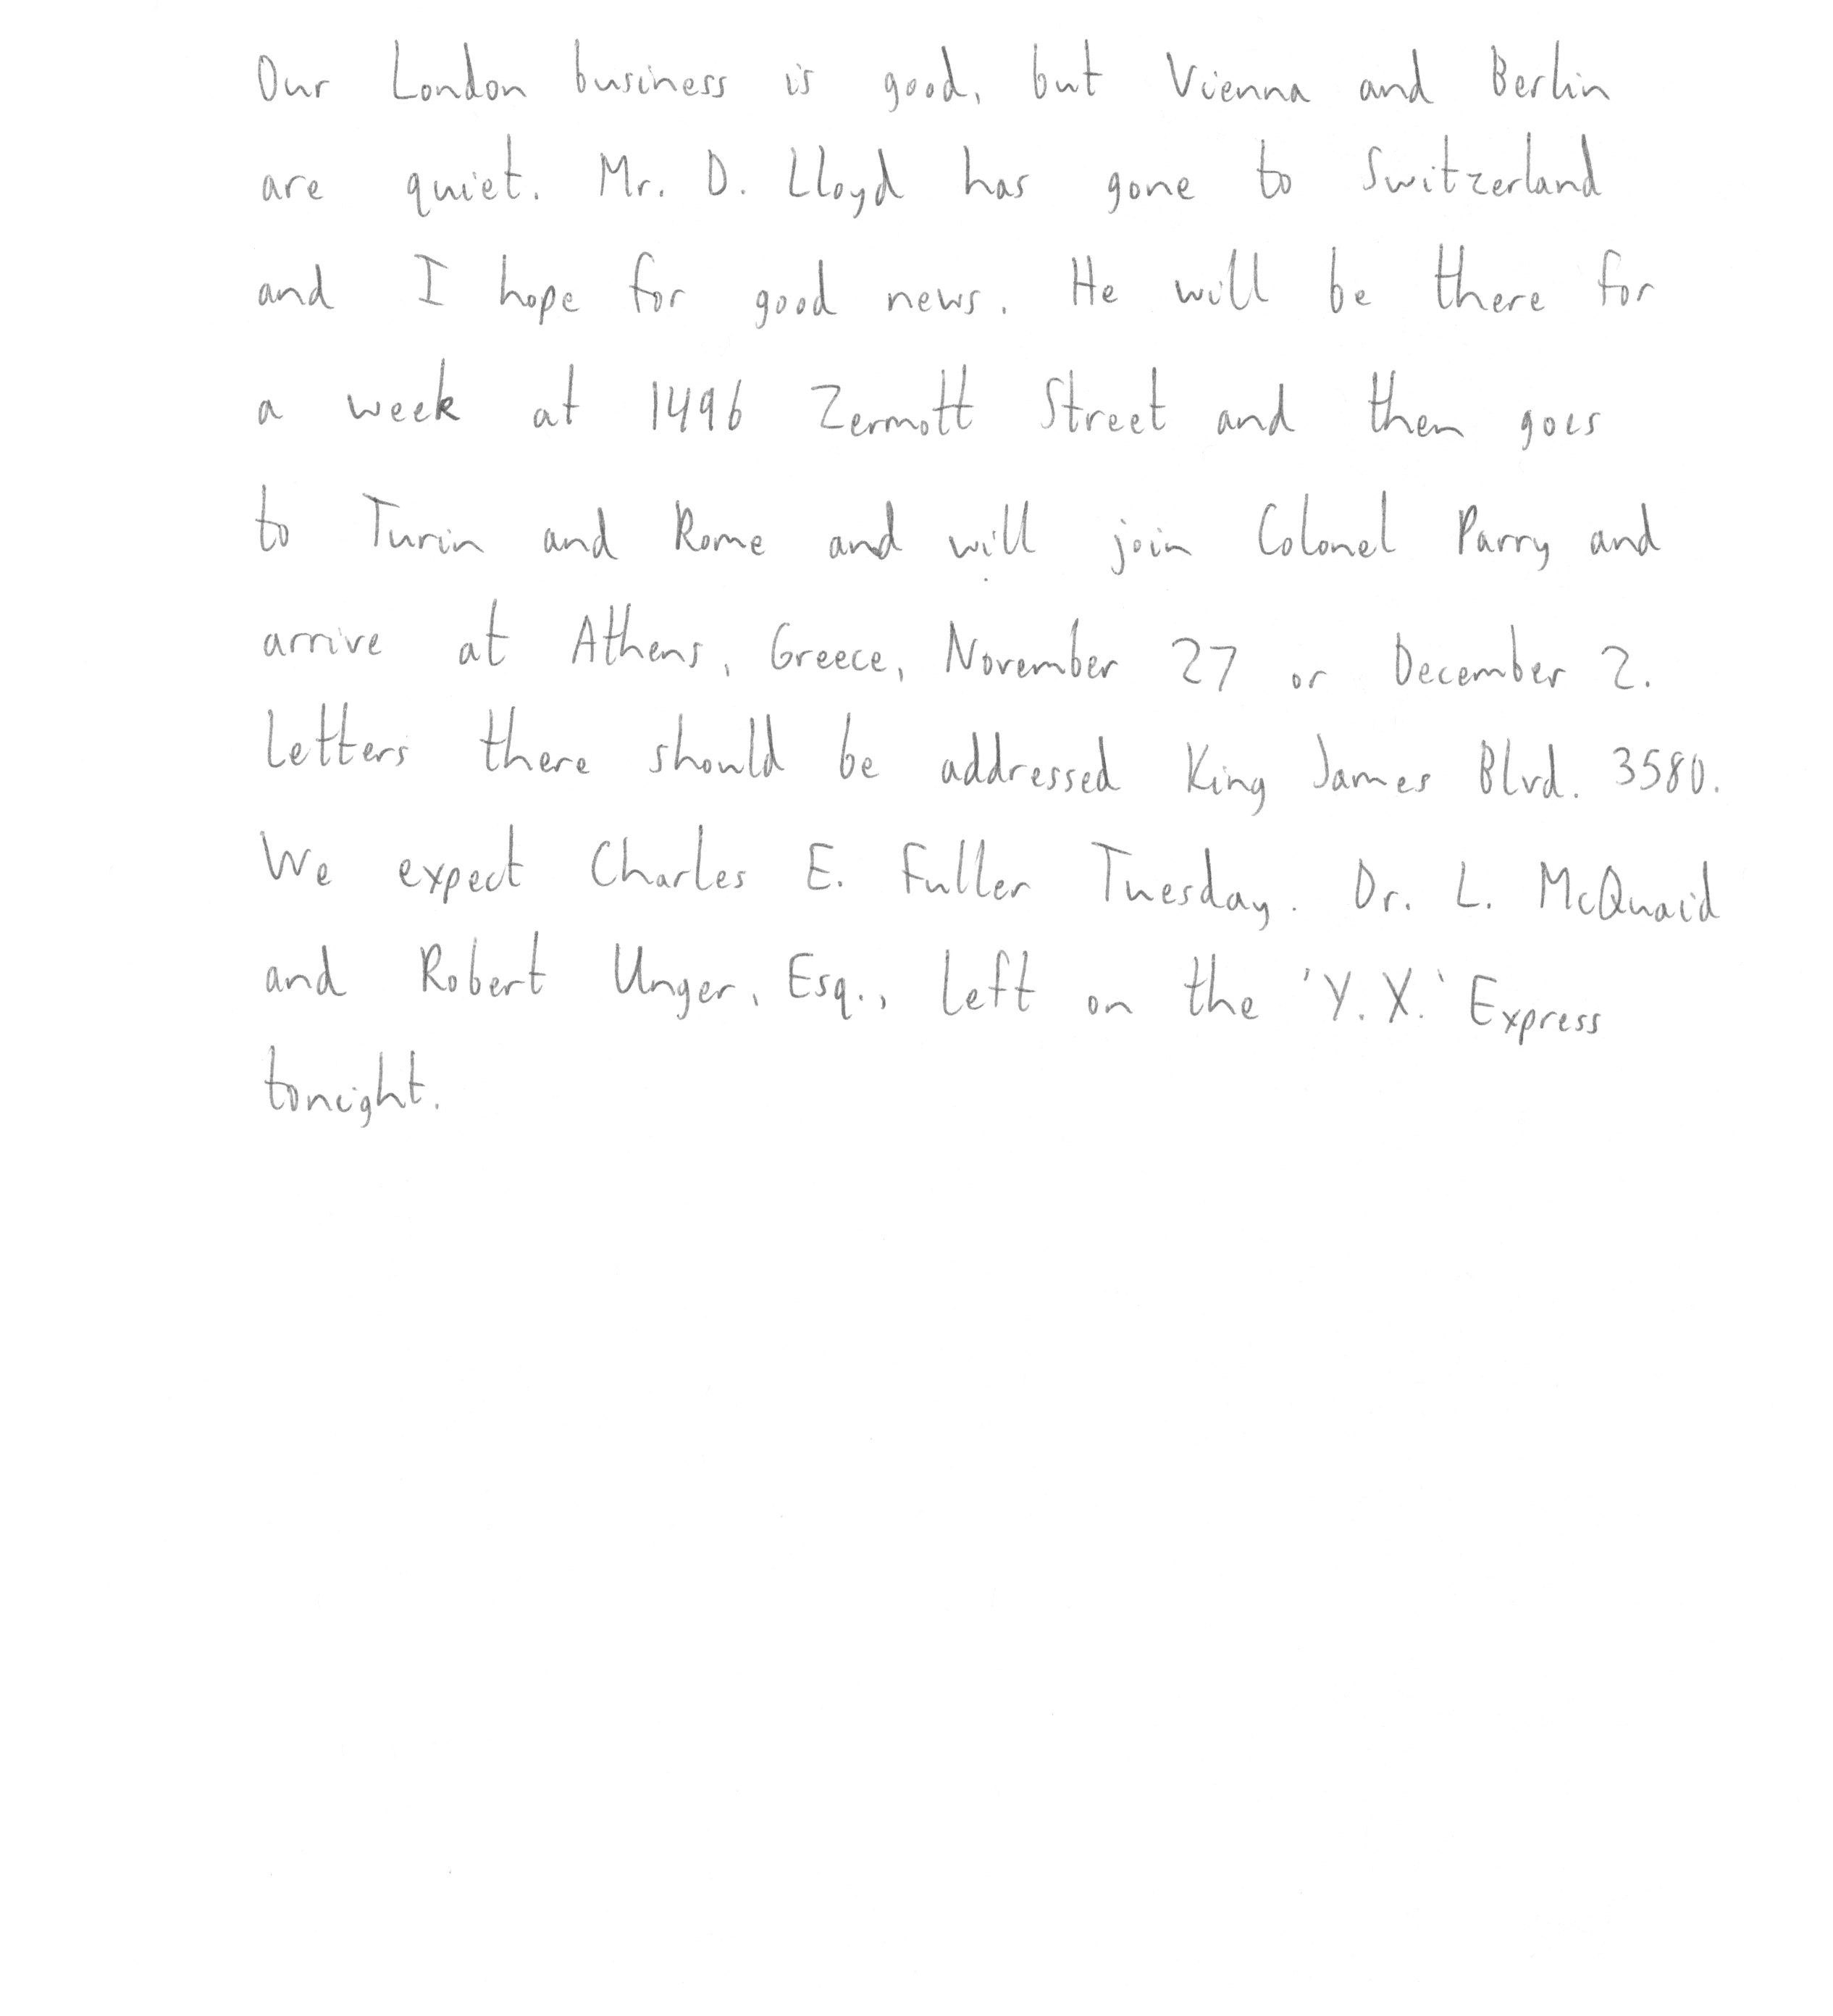 Our London business is good, but Vienna and Berlin
are quiet. Mr. D. Lloyd has gone to Switzerland
and I hope for good news. He will be there for
a week at 1496 Zermott Street and then goes
to Turin and Rome and will join Colonel Parry and
arrive at Athens, Greece, November 27 or December 2.
Letters there should be addressed King James Blvd. 3580.
We expect Charles E. Fuller Tuesday. Dr. L. McQuaid
and Robert Unger, Esq., left on the 'Y.X.' Express
tonight.